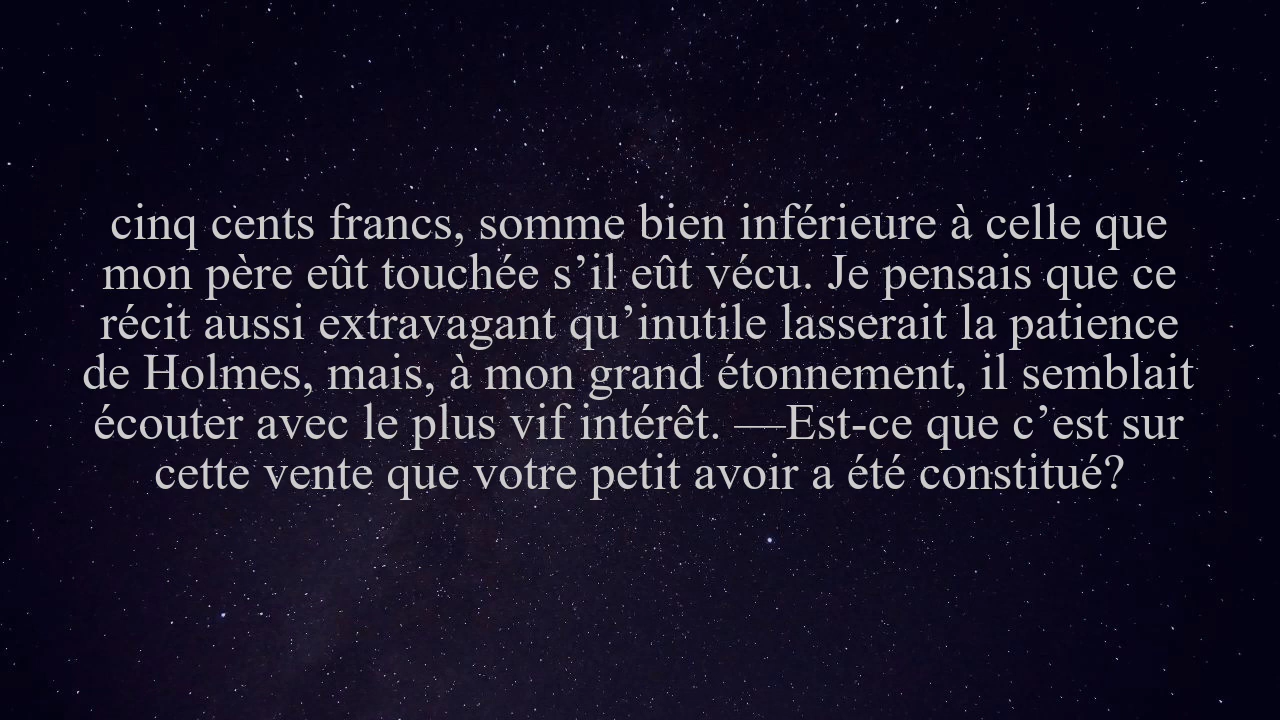 cinq cents francs, somme bien inférieure à celle que
mon père eût touchée s’il eût vécu. Je pensais que ce
récit aussi extravagant qu’inutile lasserait la patience
de Holmes, mais, à mon grand étonnement, il semblait
écouter avec le plus vif intérêt. —Est-ce que c’est sur
cette vente que votre petit avoir a été constitué?